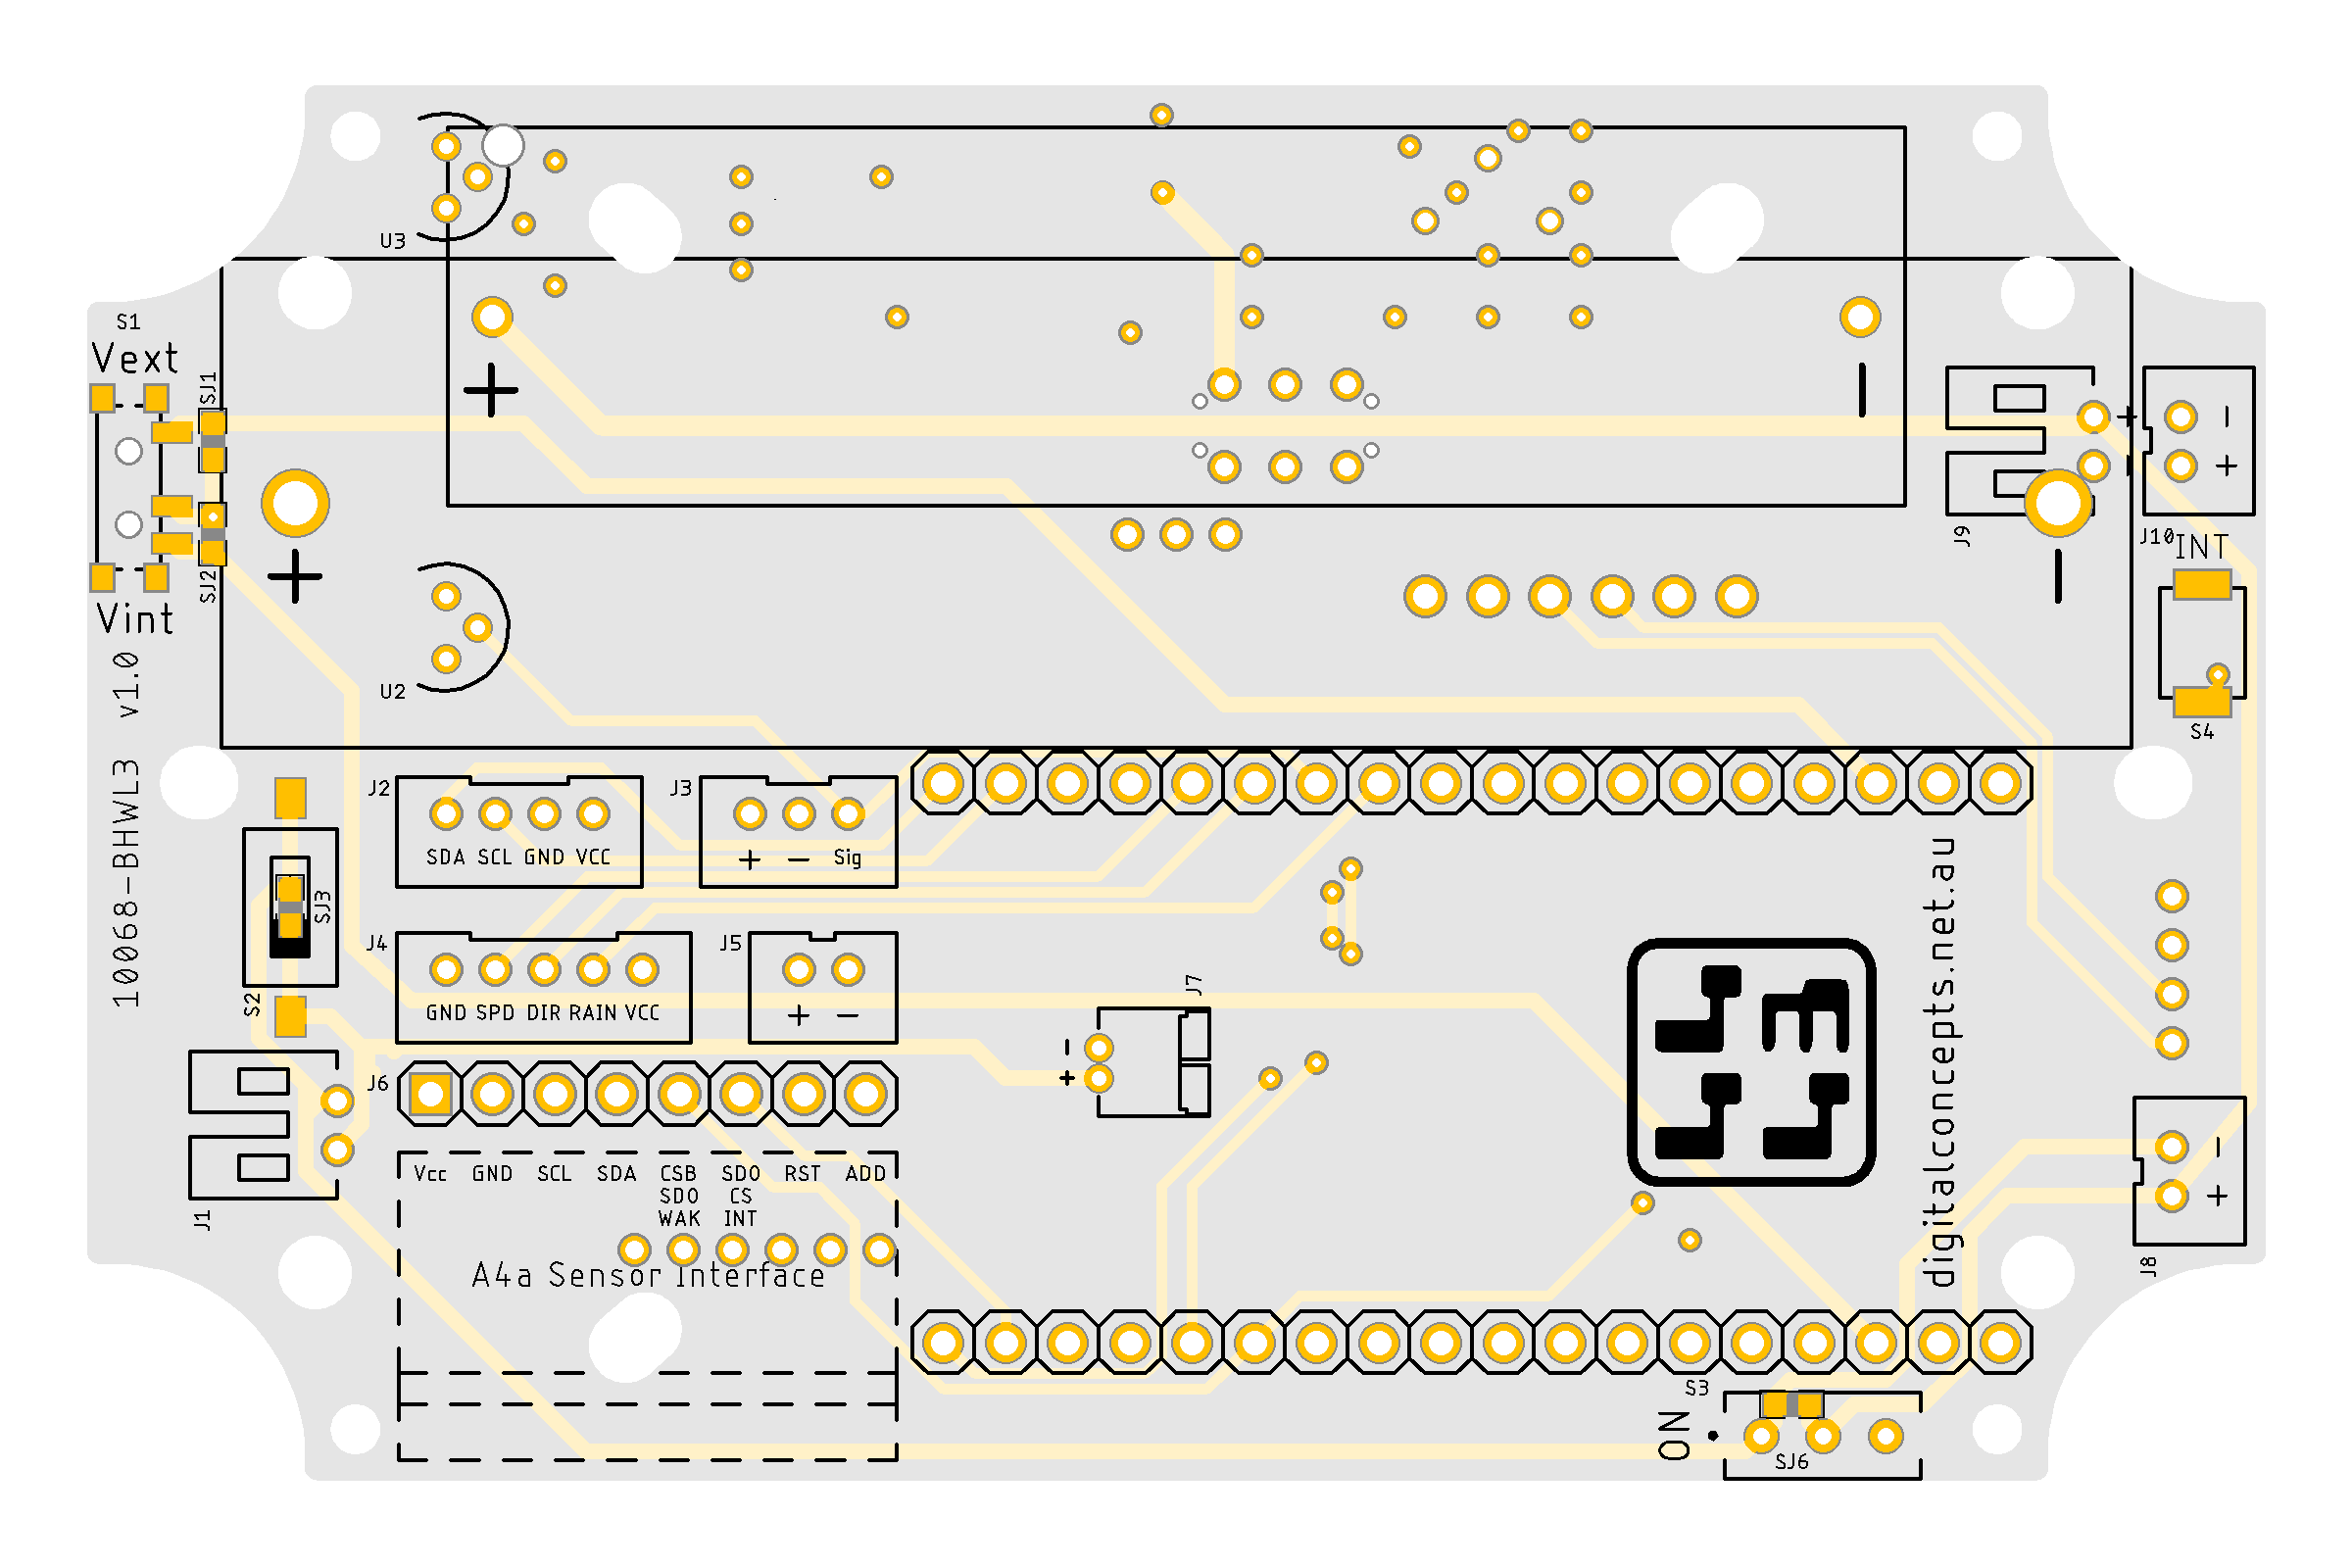 U3
S1
Vext
SJ1
+
-
+
-
-
+
J9
J10
INT
SJ2
+
-
Vint
U2
S4
10068-BHWL3 v1.0
J2
J3
SDA SCL GND VCC
+ - Sig
SJ3
S2
J4
J5
GND SPD DIR RAIN VCC
+ -
J7
-
+
J6
J1
Vcc GND SCL SDA CSB SDO RST ADD
SDO CS
WAK INT
A4a Sensor Interface
digitalconcepts.net.au
-
+
J8
S3
ON
SJ6